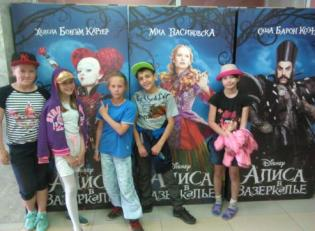 Хелена Бонэм Картер
Миа Васиковска
Саша Барон Коэн
Disney
Алиса
в
Зазеркалье
Disney
Алиса
в
Зазеркалье